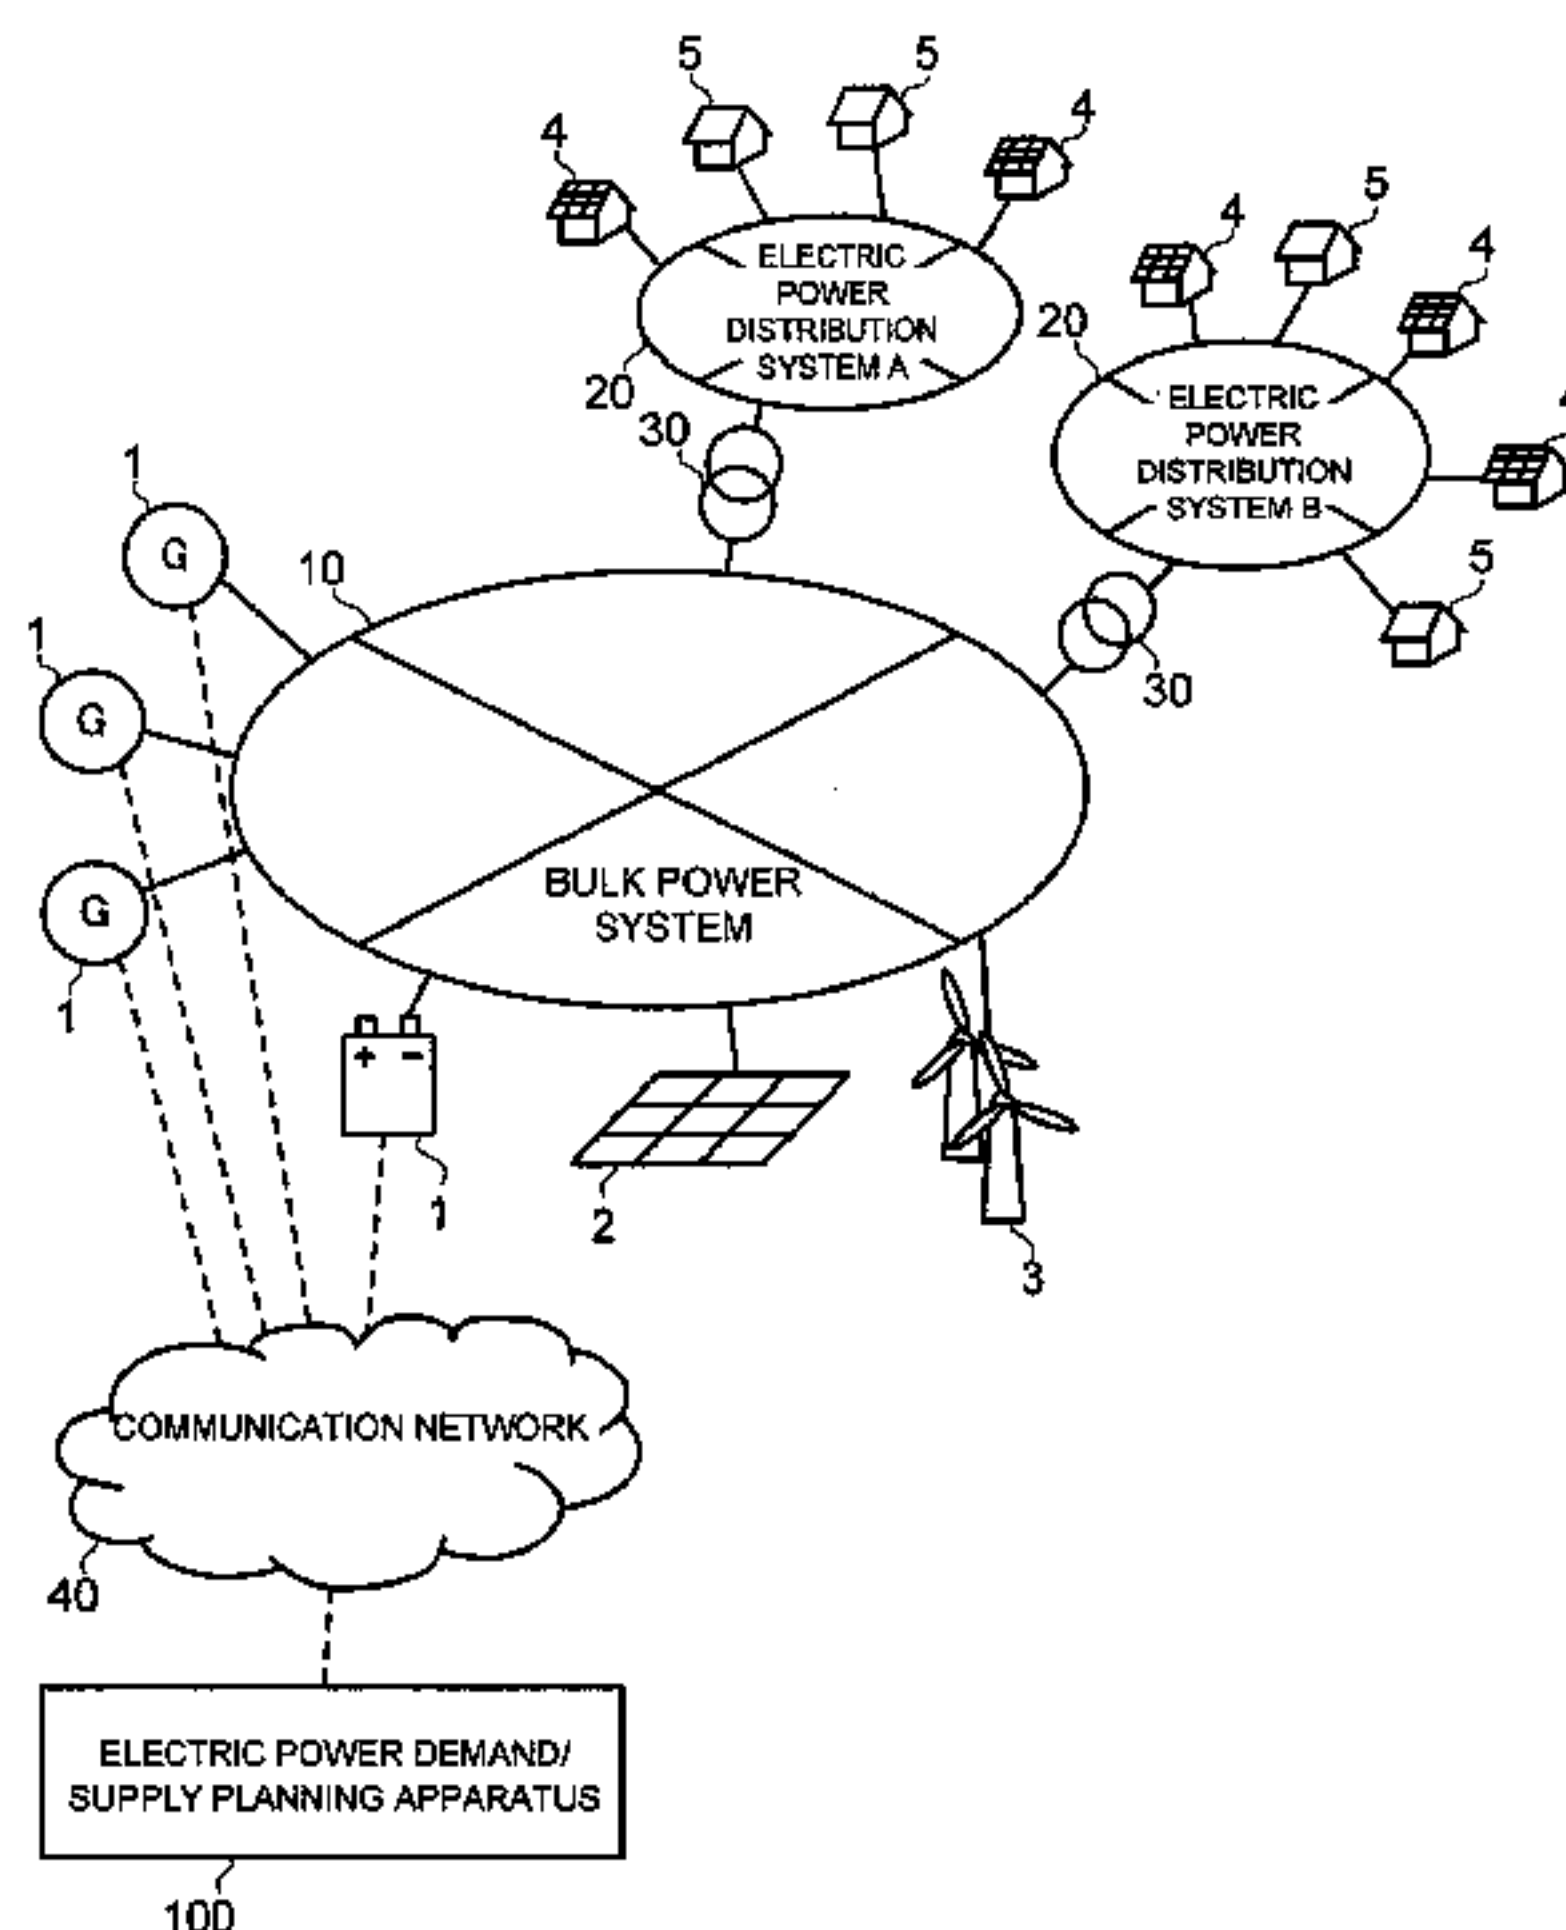 5
5
4
4
ELECTRIC
POWER
DISTRIBUTION
SYSTEM A
20
30
4
5
4
20
ELECTRIC
POWER
DISTRIBUTION
SYSTEM B
5
30
1
G
10
1
G
G
1
BULK POWER
SYSTEM
+ −
1
2
3
COMMUNICATION NETWORK
40
ELECTRIC POWER DEMAND/
SUPPLY PLANNING APPARATUS
100